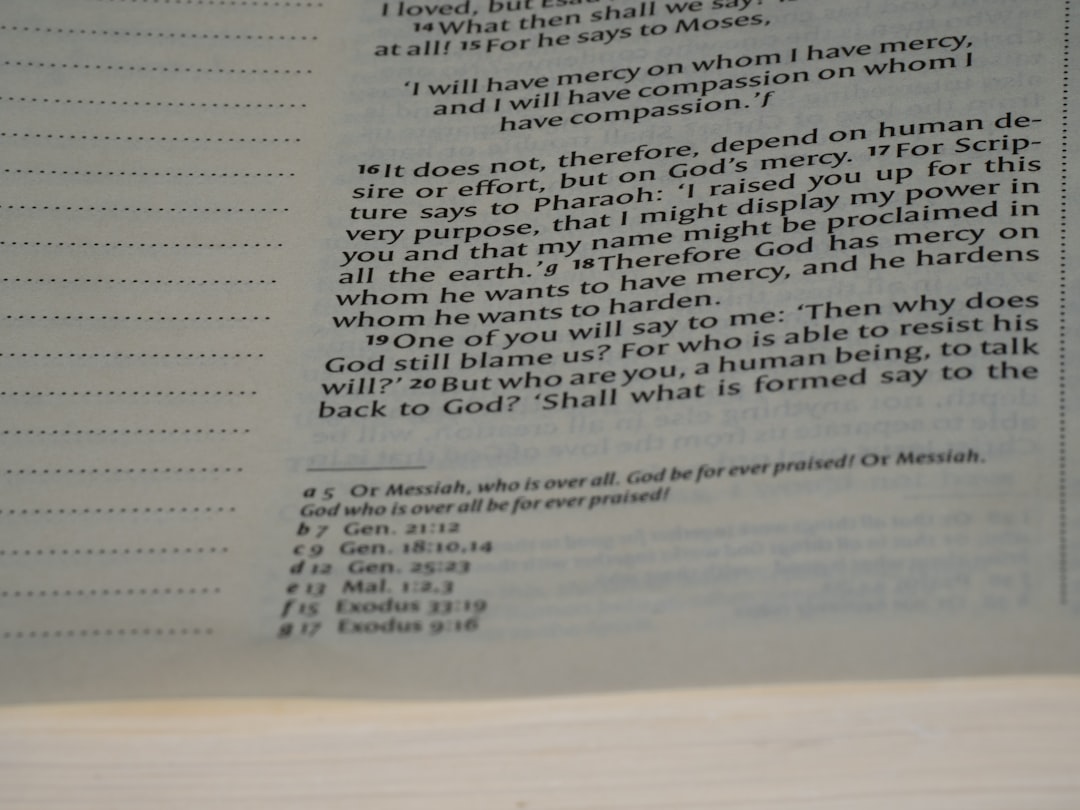 I loved, but Esau
14 What then shall we say?
at all! 15 For he says to Moses,
‘I will have mercy on whom I have mercy,
and I will have compassion on whom I
have compassion.’f
16 It does not, therefore, depend on human de-
sire or effort, but on God’s mercy. 17 For Scrip-
ture says to Pharaoh: ‘I raised you up for this
very purpose, that I might display my power in
you and that my name might be proclaimed in
all the earth.’g 18 Therefore God has mercy on
whom he wants to have mercy, and he hardens
whom he wants to harden.
19 One of you will say to me: ‘Then why does
God still blame us? For who is able to resist his
will?’ 20 But who are you, a human being, to talk
back to God? ‘Shall what is formed say to the
a 5 Or Messiah, who is over all. God be for ever praised! Or Messiah.
God who is over all be for ever praised!
b 7 Gen. 21:12
c 9 Gen. 18:10,14
d 12 Gen. 25:23
e 13 Mal. 1:2,3
f 15 Exodus 33:19
g 17 Exodus 9:16